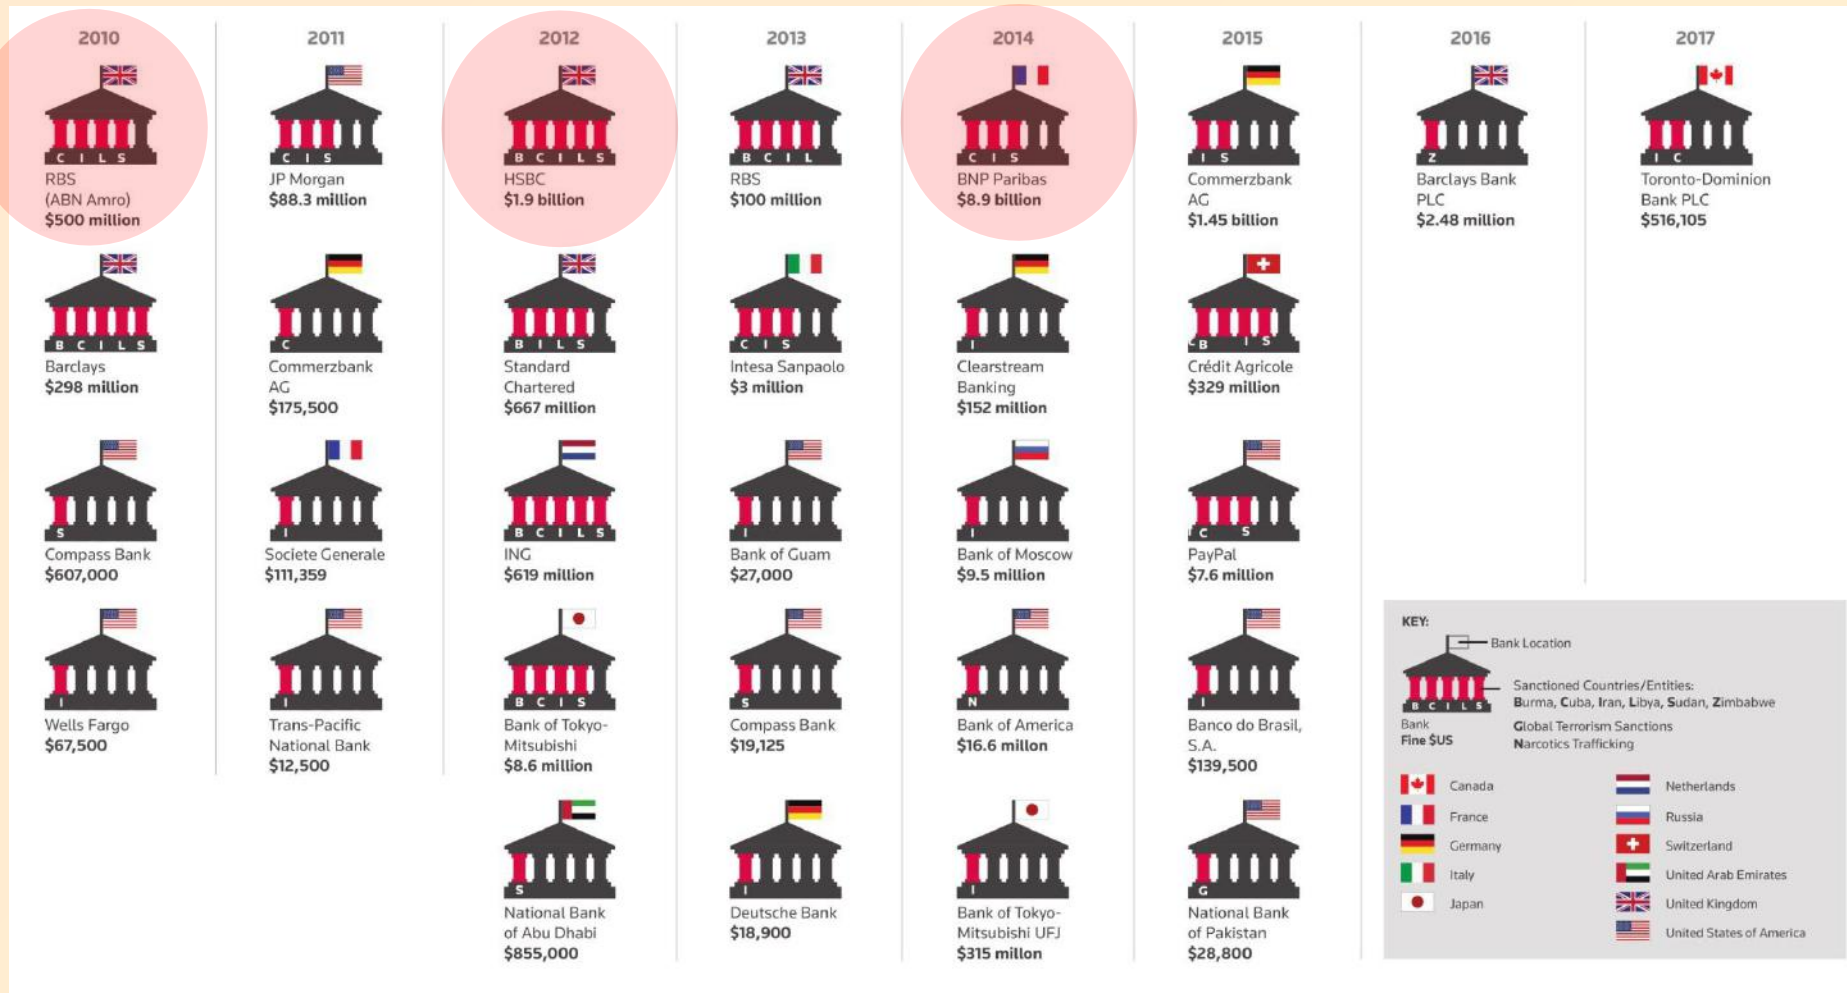 2010
C I L S
RBS
(ABN Amro)
$500 million
B C I L S
Barclays
$298 million
S
Compass Bank
$607,000
I
Wells Fargo
$67,500
2011
C I S
JP Morgan
$88.3 million
C
Commerzbank
AG
$175,500
I
Societe Generale
$111,359
I
Trans-Pacific
National Bank
$12,500
2012
B C I L S
HSBC
$1.9 billion
B I L S
Standard
Chartered
$667 million
B C I L S
ING
$619 million
B C I S
Bank of Tokyo-
Mitsubishi
$8.6 million
S
National Bank
of Abu Dhabi
$855,000
2013
B C I L
RBS
$100 million
C I S
Intesa Sanpaolo
$3 million
I
Bank of Guam
$27,000
S
Compass Bank
$19,125
I
Deutsche Bank
$18,900
2014
C I S
BNP Paribas
$8.9 billion
I
Clearstream
Banking
$152 million
I
Bank of Moscow
$9.5 million
N
Bank of America
$16.6 millon
I
Bank of Tokyo-
Mitsubishi UFJ
$315 millon
2015
I S
Commerzbank
AG
$1.45 billion
C B I S
Crédit Agricole
$329 million
I C S
PayPal
$7.6 million
I
Banco do Brasil,
S.A.
$139,500
G
National Bank
of Pakistan
$28,800
2016
Z
Barclays Bank
PLC
$2.48 million
2017
I C
Toronto-Dominion
Bank PLC
$516,105
KEY:
Bank Location
B C I L S
Bank
Fine $US
Sanctioned Countries/Entities:
Burma, Cuba, Iran, Libya, Sudan, Zimbabwe
Global Terrorism Sanctions
Narcotics Trafficking
Canada
France
Germany
Italy
Japan
Netherlands
Russia
Switzerland
United Arab Emirates
United Kingdom
United States of America